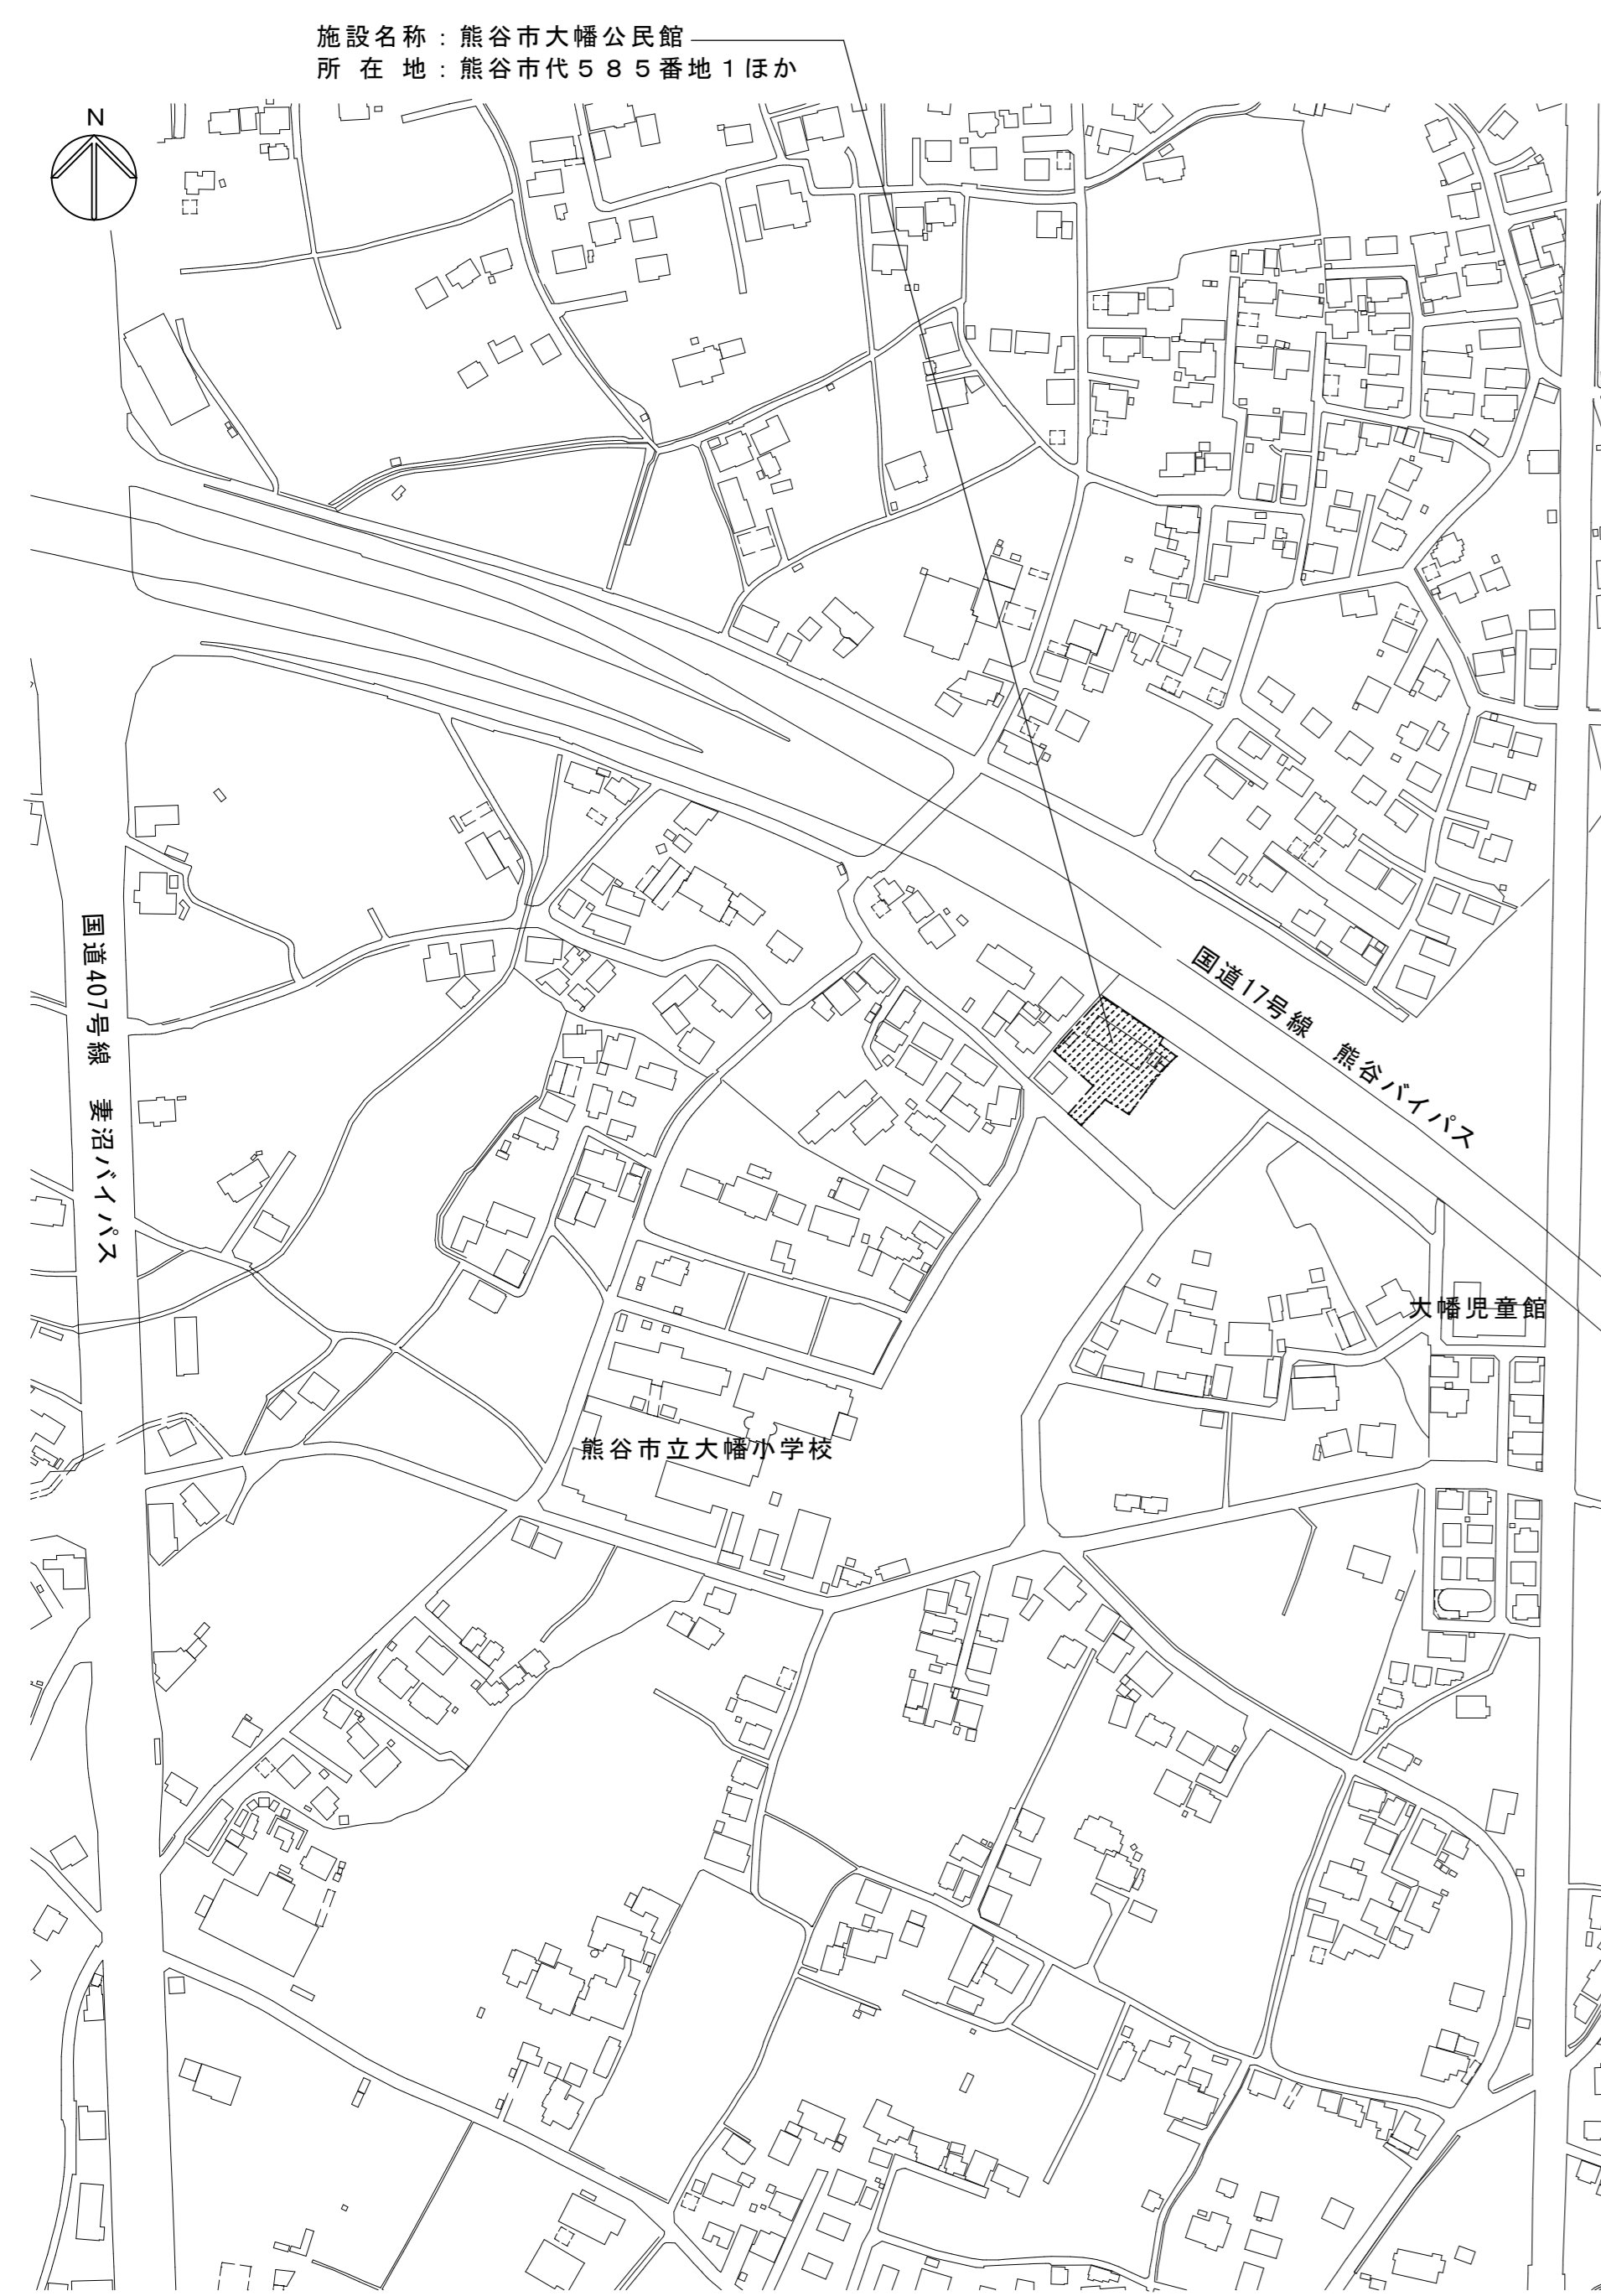 施設名称：熊谷市大幡公民館
所 在 地：熊谷市代５８５番地１ほか
N
国道17号線　熊谷バイパス
国道407号線　妻沼バイパス
大幡児童館
熊谷市立大幡小学校